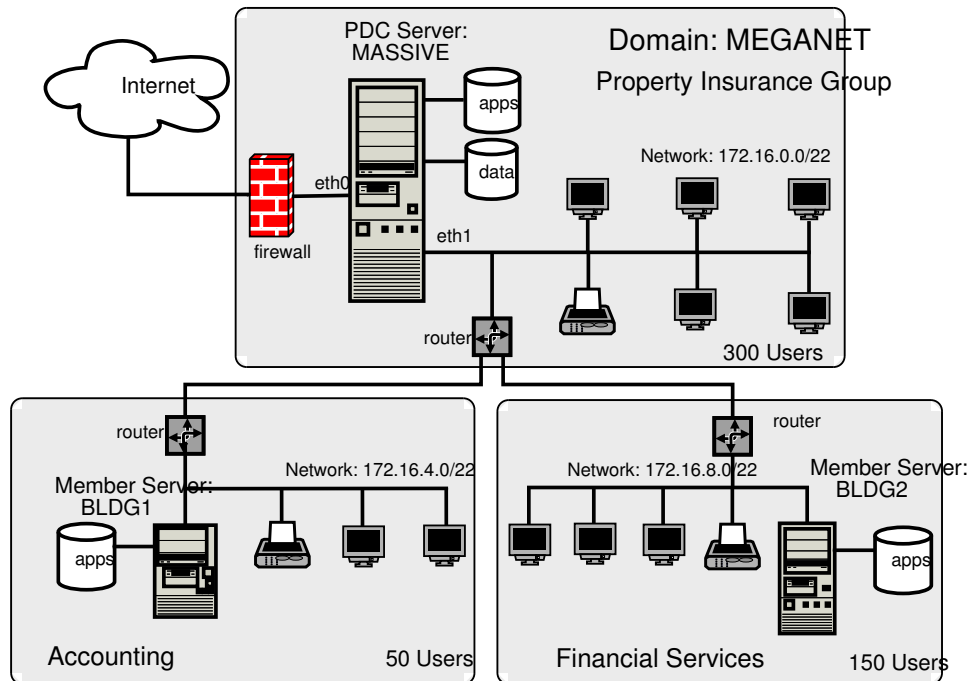 PDC Server:
MASSIVE
Domain: MEGANET
Property Insurance Group
Internet
apps
data
Network: 172.16.0.0/22
eth0
eth1
firewall
router
300 Users
router
Network: 172.16.4.0/22
Member Server:
BLDG1
apps
Accounting
50 Users
router
Network: 172.16.8.0/22
Member Server:
BLDG2
apps
Financial Services
150 Users